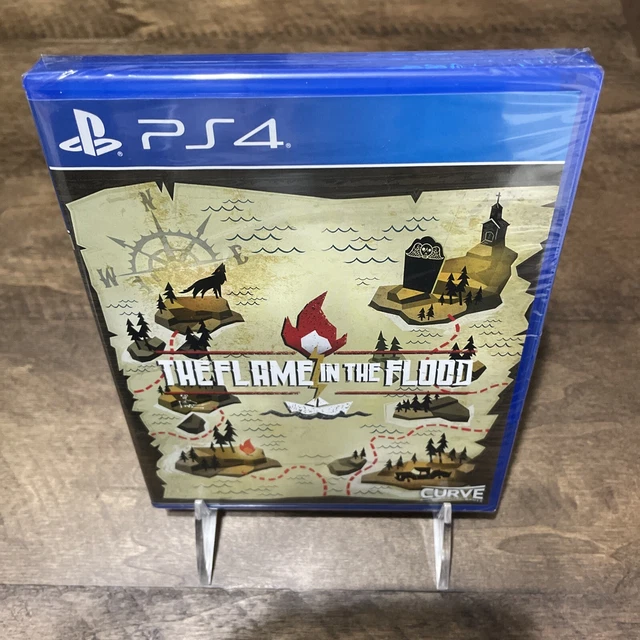 PS4
N
W
E
THE FLAME IN THE FLOOD
CURVE